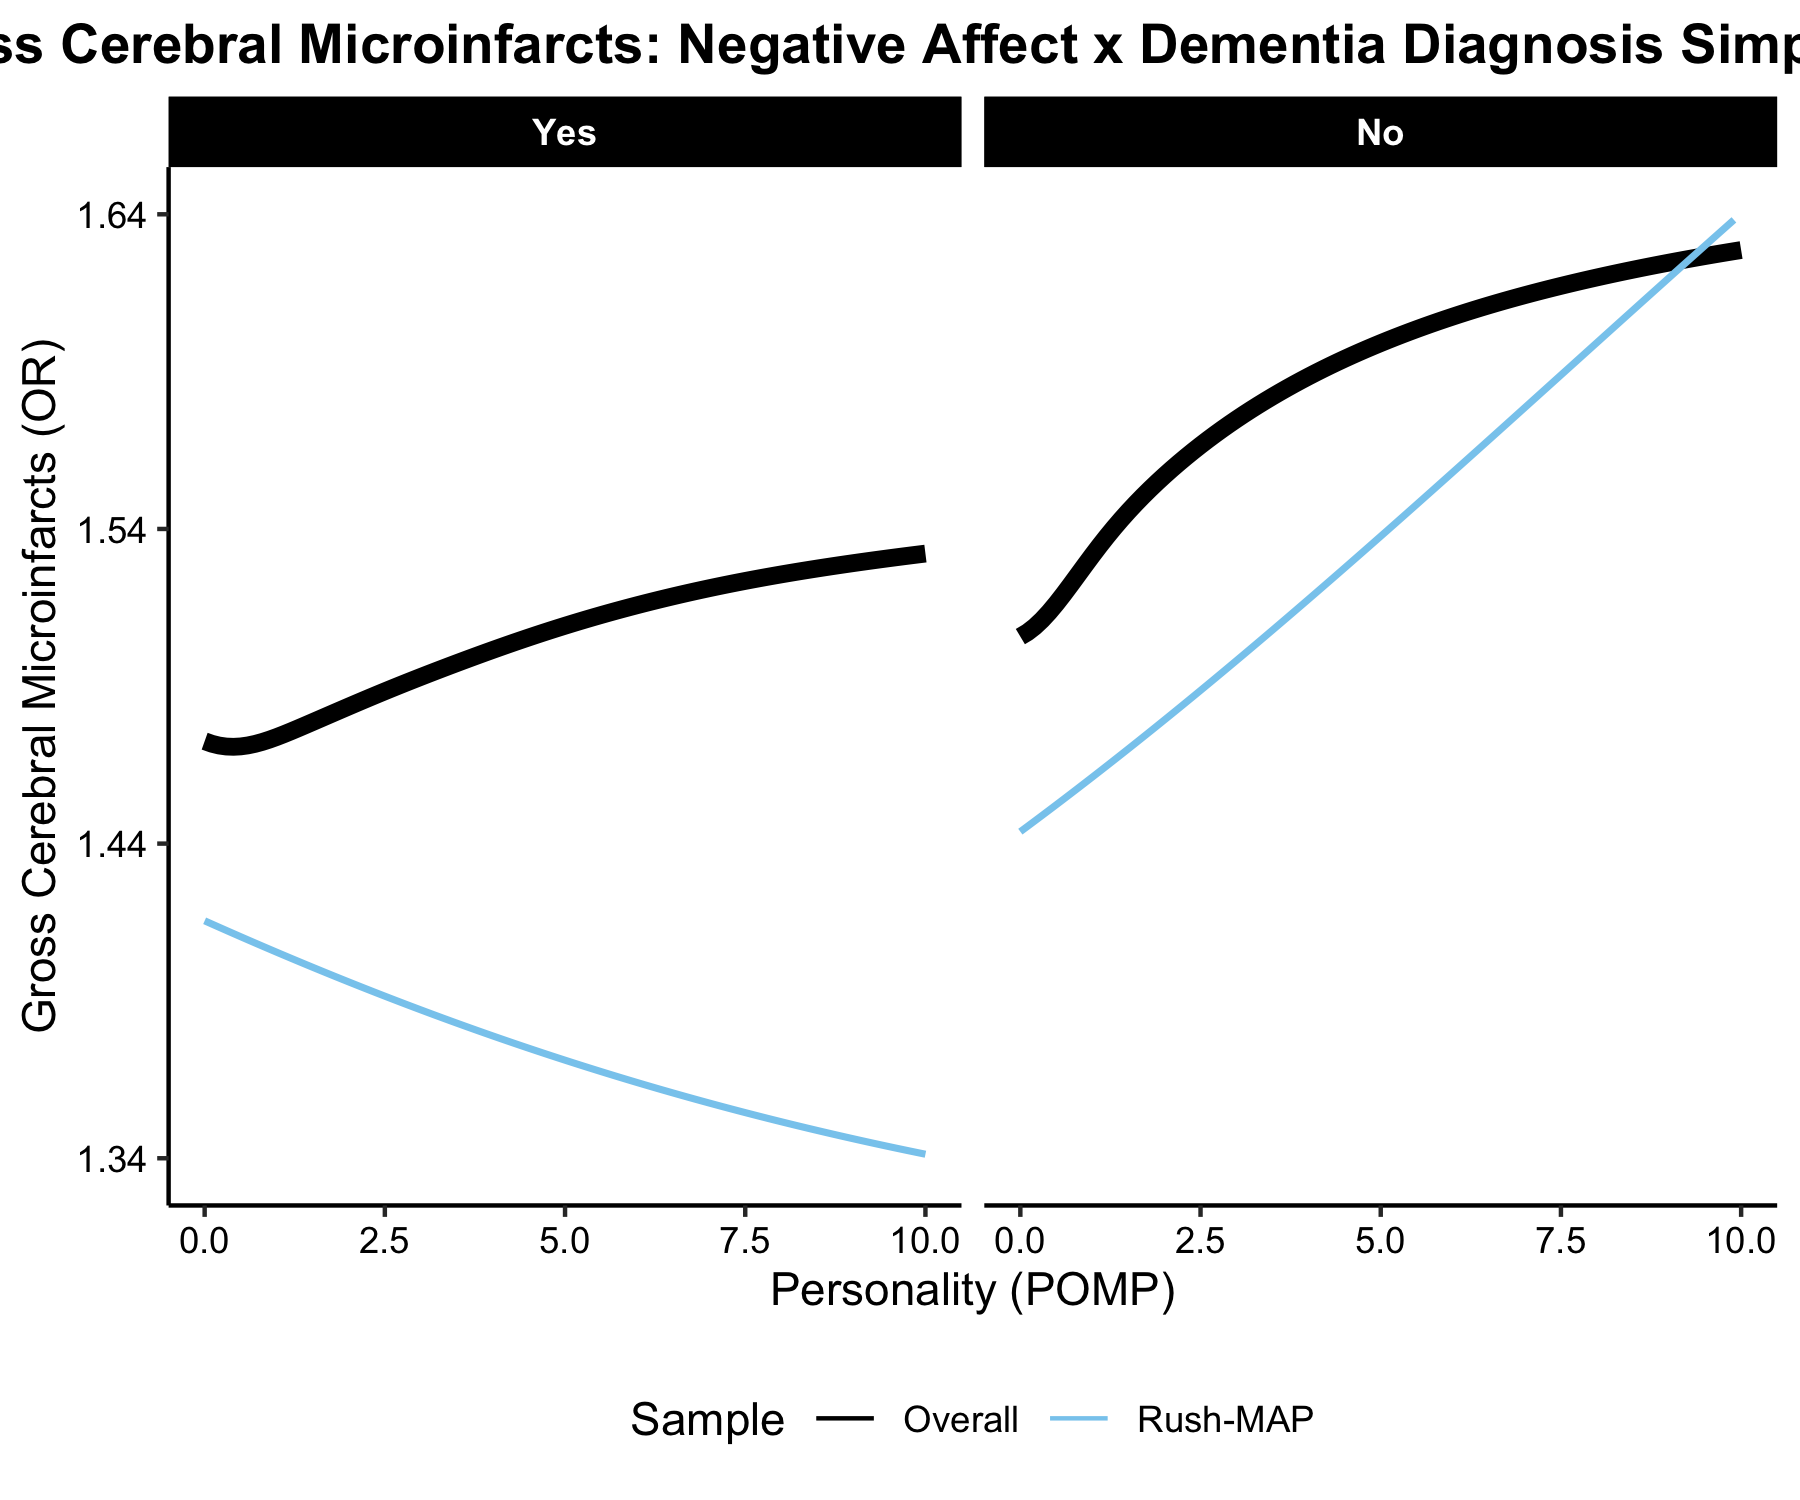 Cerebral Microinfarcts: Negative Affect x Dementia Diagnosis
Yes
No
Gross Cerebral Microinfarcts (OR)
1.64
1.54
1.44
1.34
0.0 2.5 5.0 7.5 10.0
0.0 2.5 5.0 7.5 10.0
Personality (POMP)
Sample Overall Rush-MAP